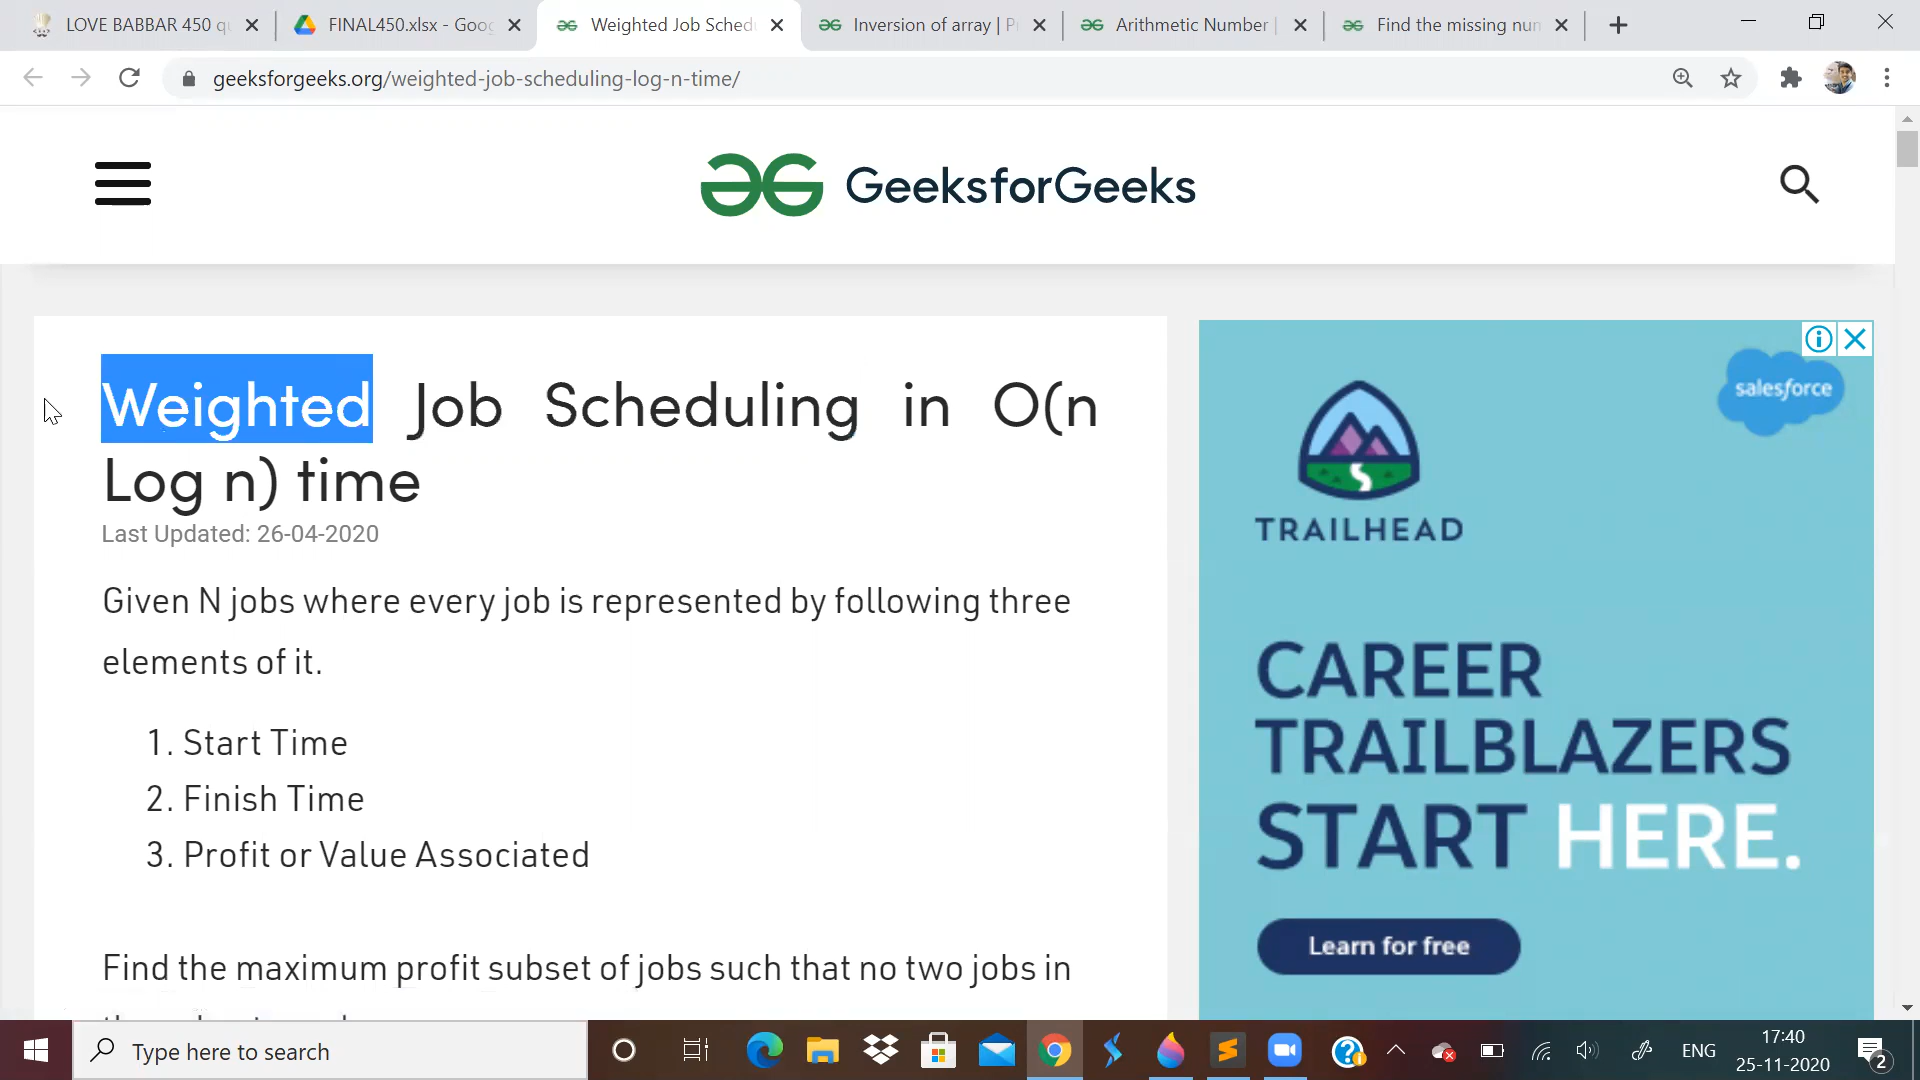 LOVE BABBAR 450 qu
FINAL450.xlsx - Goog
Weighted Job Sched
Inversion of array | P
Arithmetic Number |
Find the missing num
geeksforgeeks.org/weighted-job-scheduling-log-n-time/
GeeksforGeeks
Weighted Job Scheduling in O(n
Log n) time
Last Updated: 26-04-2020
Given N jobs where every job is represented by following three
elements of it.
1. Start Time
2. Finish Time
3. Profit or Value Associated
Find the maximum profit subset of jobs such that no two jobs in
salesforce
TRAILHEAD
CAREER
TRAILBLAZERS
START HERE.
Learn for free
Type here to search
ENG
17:40
25-11-2020
2